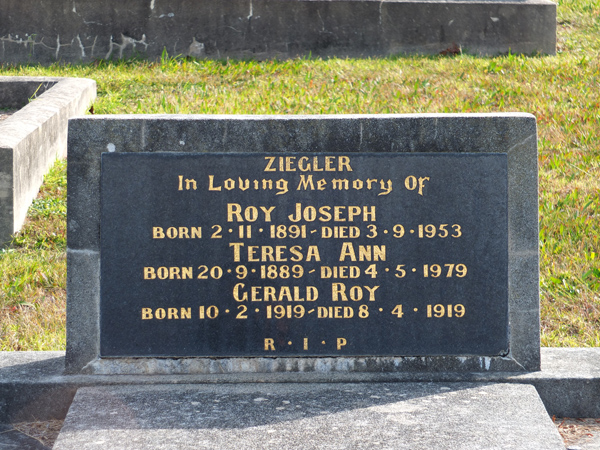 ZIEGLER
In Loving Memory Of
ROY JOSEPH
BORN 2·11·1891-DIED 3·9·1953
TERESA ANN
BORN 20·9·1889-DIED 4·5·1979
GERALD ROY
BORN 10·2·1919-DIED 8·4·1919
R·I·P